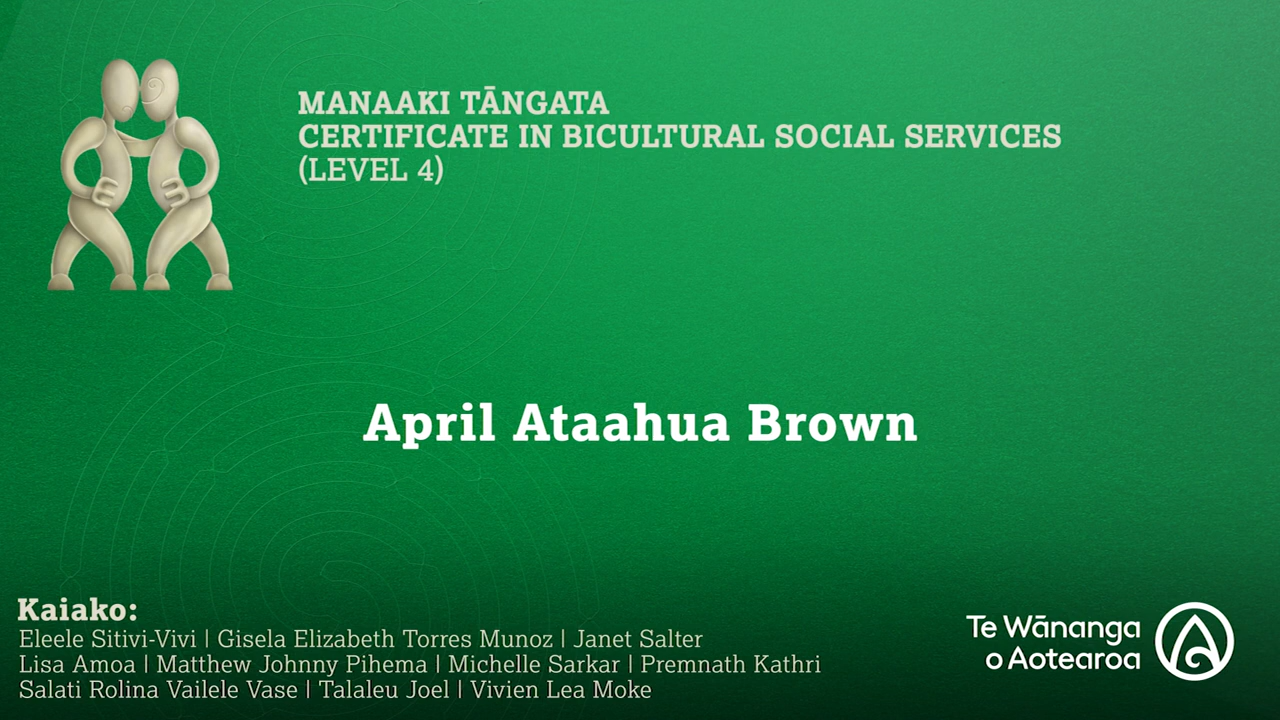 MANAAKI TĀNGATA
CERTIFICATE IN BICULTURAL SOCIAL SERVICES
(LEVEL 4)
April Ataahua Brown
Kaiako:
Eleele Sitivi-Vivi | Gisela Elizabeth Torres Munoz | Janet Salter
Lisa Amoa | Matthew Johnny Pihema | Michelle Sarkar | Premnath Kathri
Salati Rolina Vailele Vase | Talaleu Joel | Vivien Lea Moke
Te Wānanga
o Aotearoa